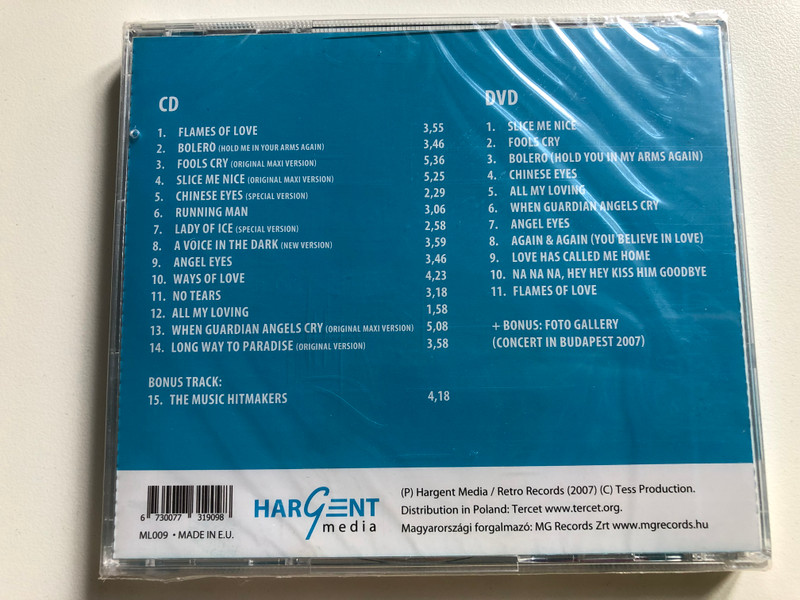 CD
1. FLAMES OF LOVE 3,55
2. BOLERO (HOLD ME IN YOUR ARMS AGAIN) 3,46
3. FOOLS CRY (ORIGINAL MAXI VERSION) 5,36
4. SLICE ME NICE (ORIGINAL MAXI VERSION) 5,25
5. CHINESE EYES (SPECIAL VERSION) 2,29
6. RUNNING MAN 3,06
7. LADY OF ICE (SPECIAL VERSION) 2,58
8. A VOICE IN THE DARK (NEW VERSION) 3,59
9. ANGEL EYES 3,46
10. WAYS OF LOVE 4,23
11. NO TEARS 3,18
12. ALL MY LOVING 1,58
13. WHEN GUARDIAN ANGELS CRY (ORIGINAL MAXI VERSION) 5,08
14. LONG WAY TO PARADISE (ORIGINAL VERSION) 3,58
BONUS TRACK:
15. THE MUSIC HITMAKERS 4,18
DVD
1. SLICE ME NICE
2. FOOLS CRY
3. BOLERO (HOLD YOU IN MY ARMS AGAIN)
4. CHINESE EYES
5. ALL MY LOVING
6. WHEN GUARDIAN ANGELS CRY
7. ANGEL EYES
8. AGAIN & AGAIN (YOU BELIEVE IN LOVE)
9. LOVE HAS CALLED ME HOME
10. NA NA NA, HEY HEY KISS HIM GOODBYE
11. FLAMES OF LOVE
+ BONUS: FOTO GALLERY
(CONCERT IN BUDAPEST 2007)
6 730077 319098
ML009 • MADE IN E.U.
HARGENT
media
(P) Hargent Media / Retro Records (2007) (C) Tess Production.
Distribution in Poland: Tercet www.tercet.org.
Magyarországi forgalmazó: MG Records Zrt www.mgrecords.hu